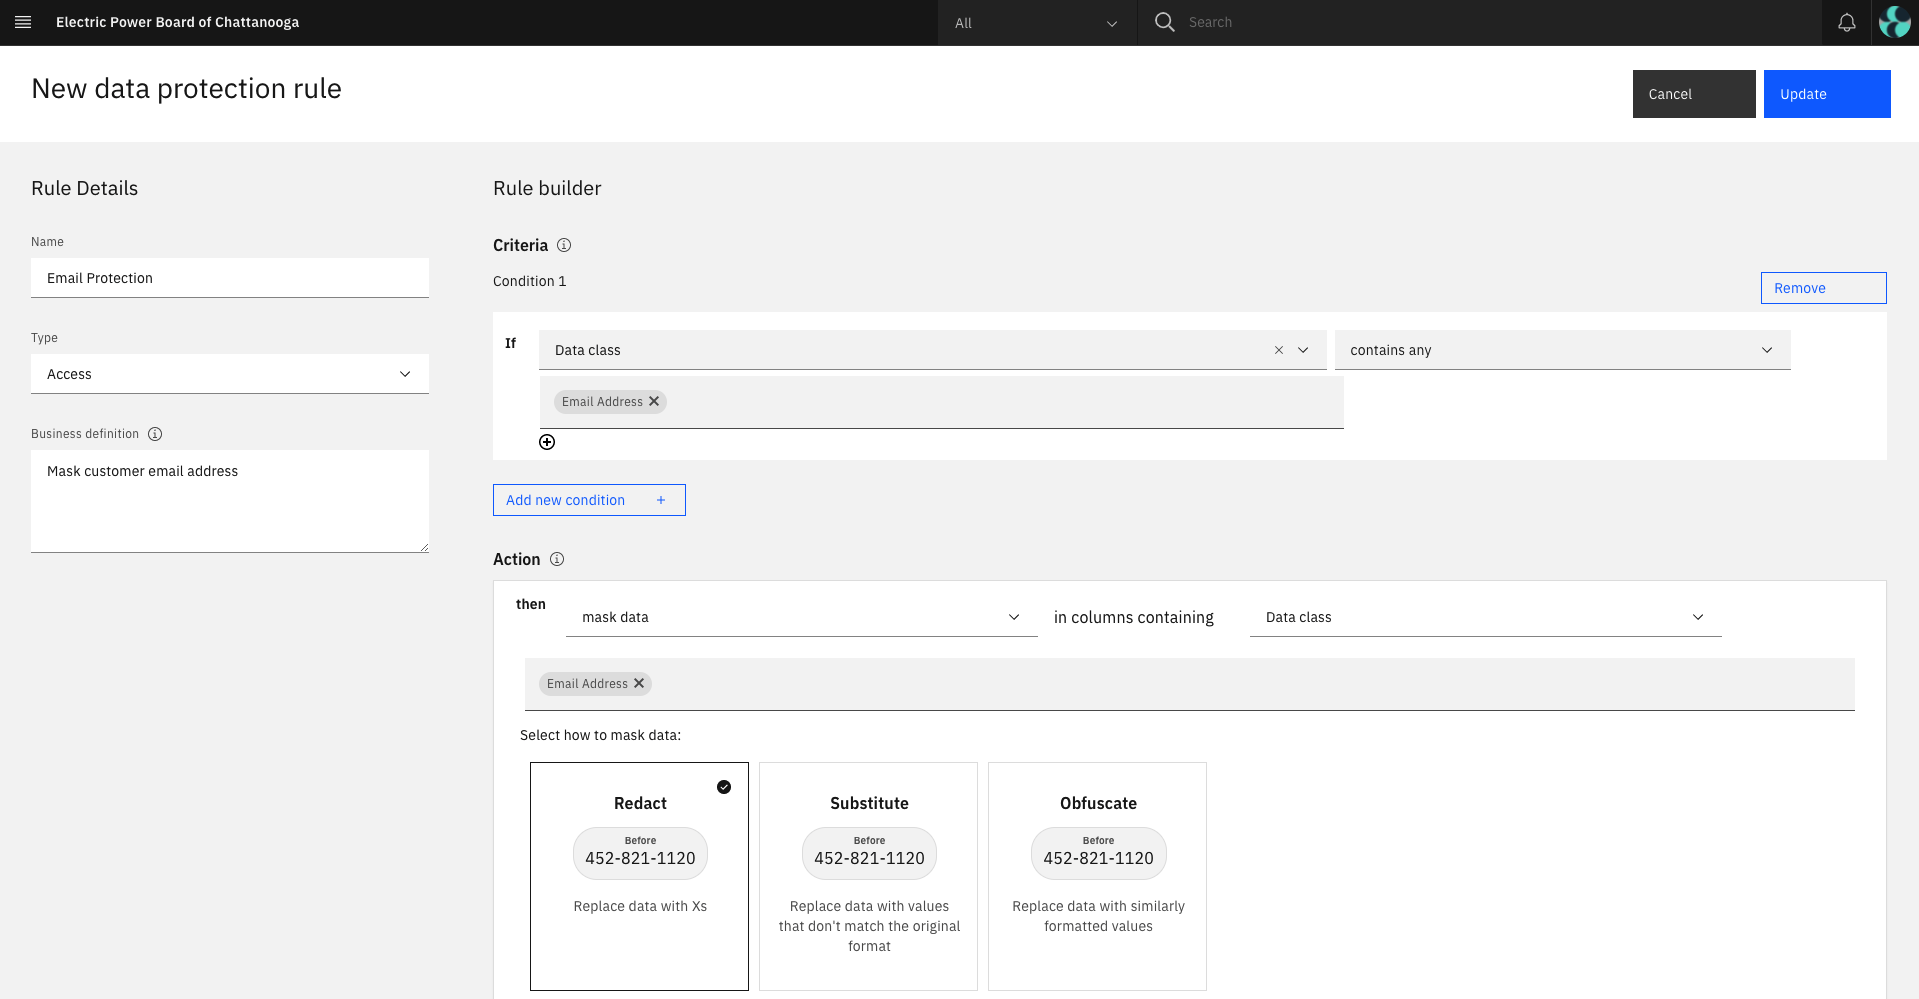 Electric Power Board of Chattanooga
All
Search
New data protection rule
Cancel
Update
Rule Details
Name
Email Protection
Type
Access
Business definition
Mask customer email address
Rule builder
Criteria
Condition 1
Remove
If
Data class
contains any
Email Address
Add new condition +
Action
then
mask data
in columns containing
Data class
Email Address
Select how to mask data:
Redact
Before
452-821-1120
Replace data with Xs
Substitute
Before
452-821-1120
Replace data with values
that don't match the original
format
Obfuscate
Before
452-821-1120
Replace data with similarly
formatted values